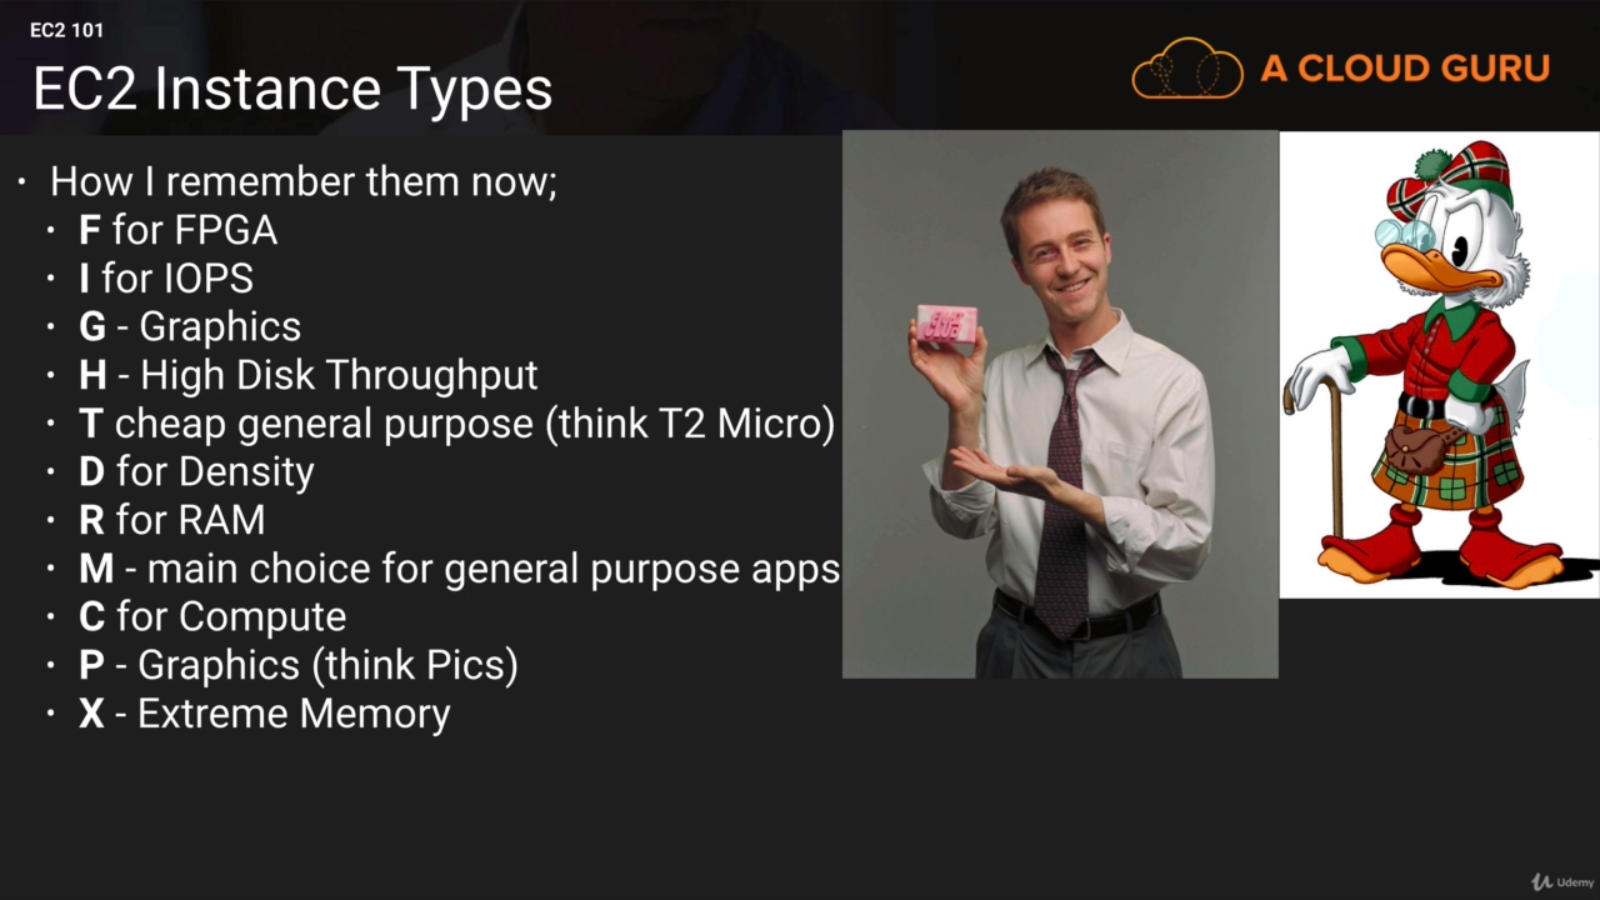 EC2 101
EC2 Instance Types
A CLOUD GURU
• How I remember them now;
• F for FPGA
• I for IOPS
• G - Graphics
• H - High Disk Throughput
• T cheap general purpose (think T2 Micro)
• D for Density
• R for RAM
• M - main choice for general purpose apps
• C for Compute
• P - Graphics (think Pics)
• X - Extreme Memory
FIGHT
CLUB
Udemy